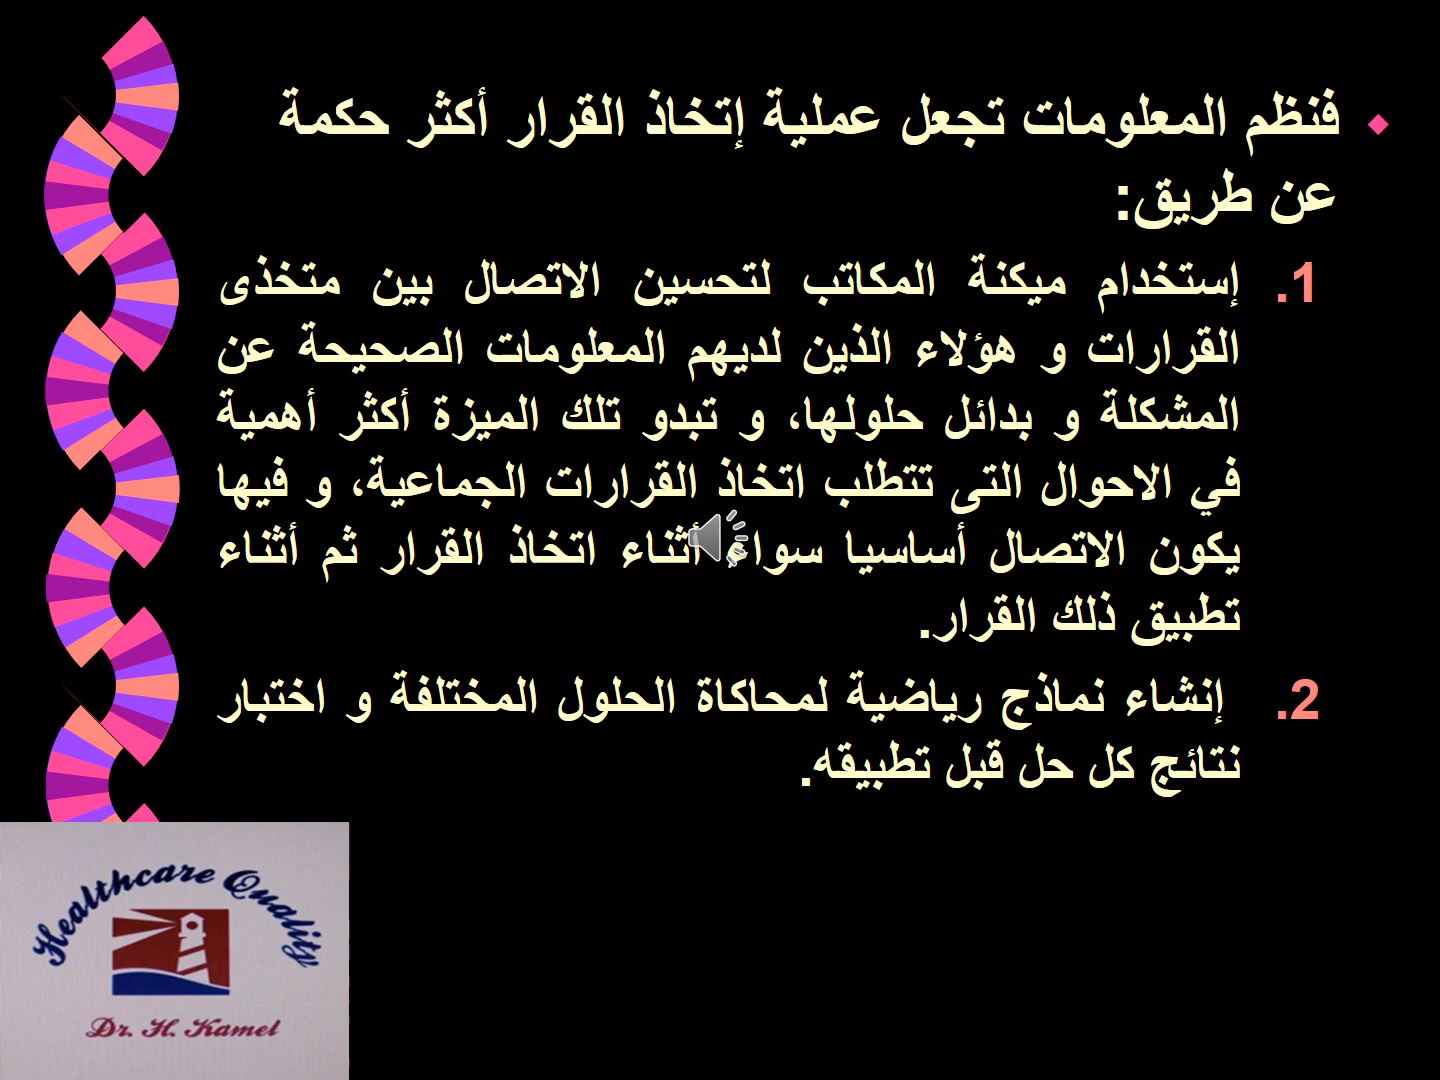 فنظم المعلومات تجعل عملية إتخاذ القرار أكثر حكمة
عن طريق:
1. إستخدام ميكنة المكاتب لتحسين الاتصال بين متخذى
القرارات و هؤلاء الذين لديهم المعلومات الصحيحة عن
المشكلة و بدائل حلولها، و تبدو تلك الميزة أكثر أهمية
في الاحوال التى تتطلب اتخاذ القرارات الجماعية، و فيها
يكون الاتصال أساسيا سواء أثناء اتخاذ القرار ثم أثناء
تطبيق ذلك القرار.
2. إنشاء نماذج رياضية لمحاكاة الحلول المختلفة و اختبار
نتائج كل حل قبل تطبيقه.
Healthcare Quality
Dr. H. Kamel